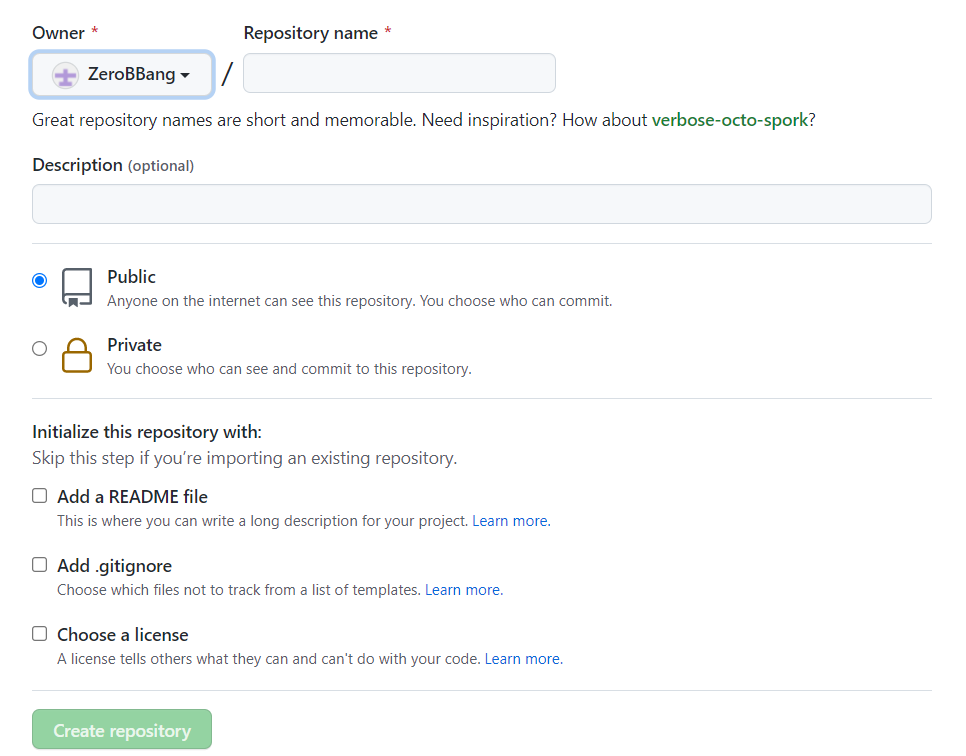 Owner *
Repository name *
ZeroBBang /
Great repository names are short and memorable. Need inspiration? How about verbose-octo-spork?
Description (optional)
Public
Anyone on the internet can see this repository. You choose who can commit.
Private
You choose who can see and commit to this repository.
Initialize this repository with:
Skip this step if you’re importing an existing repository.
Add a README file
This is where you can write a long description for your project. Learn more.
Add .gitignore
Choose which files not to track from a list of templates. Learn more.
Choose a license
A license tells others what they can and can't do with your code. Learn more.
Create repository